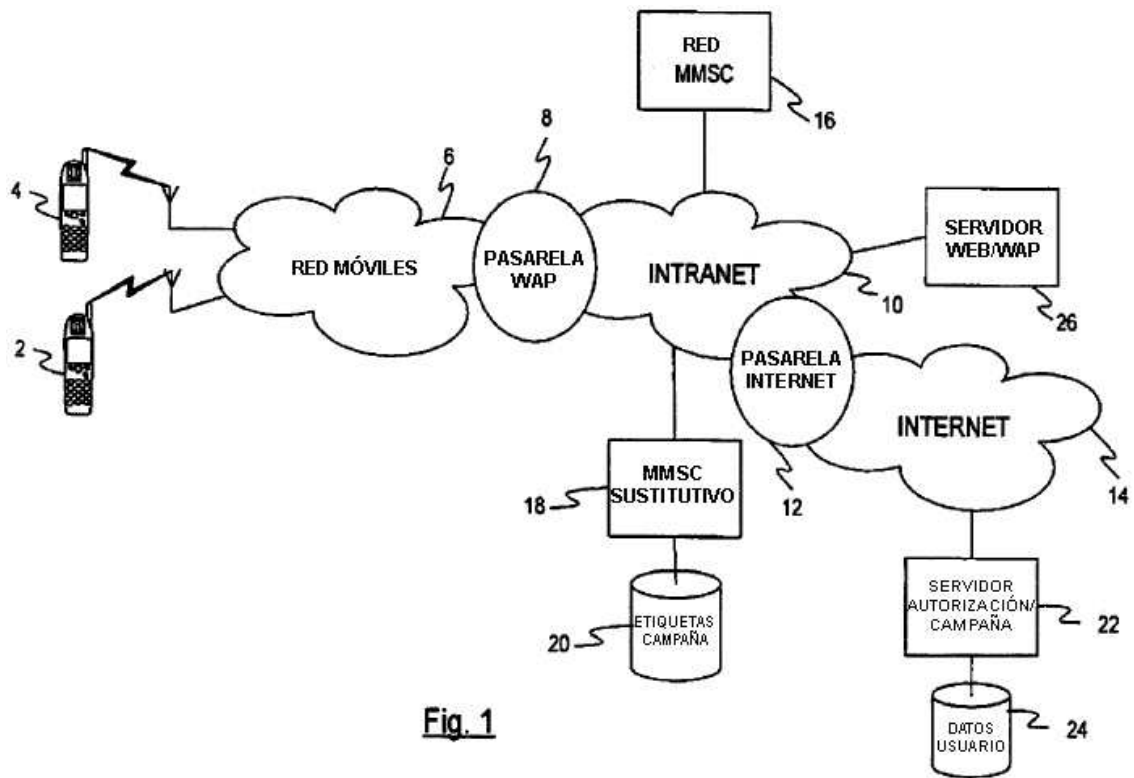 RED
MMSC
16
8
6
4
RED MÓVILES
PASARELA
WAP
INTRANET
10
SERVIDOR
WEB/WAP
26
2
PASARELA
INTERNET
12
INTERNET
14
MMSC
SUSTITUTIVO
18
ETIQUETAS
CAMPAÑA
20
SERVIDOR
AUTORIZACIÓN/
CAMPAÑA
22
DATOS
USUARIO
24
Fig. 1